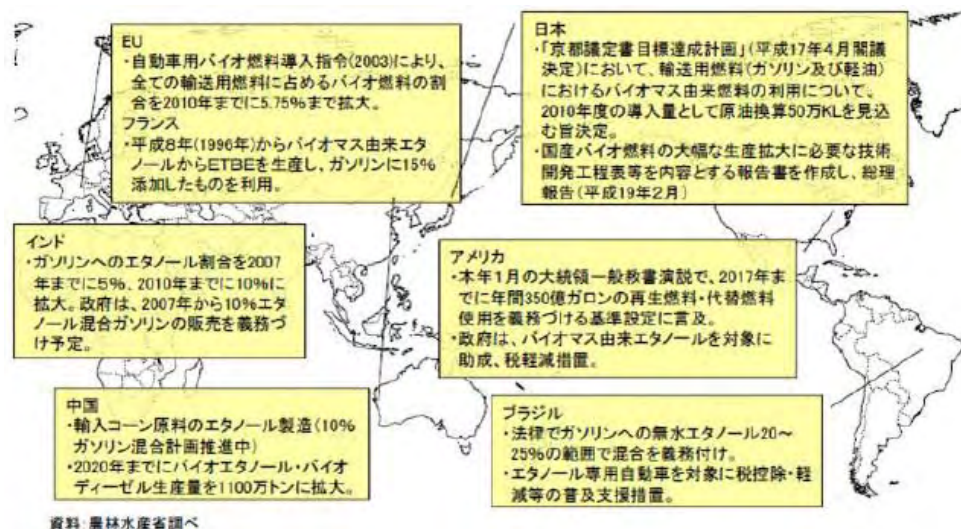 EU
・自動車用バイオ燃料導入指令(2003)により、
全ての輸送用燃料に占めるバイオ燃料の割
合を2010年までに5.75%まで拡大。
フランス
・平成8年(1996年)からバイオマス由来エタ
ノールからETBEを生産し、ガソリンに15%
添加したものを利用。
日本
・「京都議定書目標達成計画」(平成17年4月閣議
決定)において、輸送用燃料(ガソリン及び軽油)
におけるバイオマス由来燃料の利用について、
2010年度の導入量として原油換算50万KLを見込
む旨決定。
・国産バイオ燃料の大幅な生産拡大に必要な技術
開発工程表等を内容とする報告書を作成し、総理
報告(平成19年2月)
インド
・ガソリンへのエタノール割合を2007
年までに5%、2010年までに10%に
拡大。政府は、2007年から10%エタ
ノール混合ガソリンの販売を義務づ
け予定。
アメリカ
・本年1月の大統領一般教書演説で、2017年ま
でに年間350億ガロンの再生燃料・代替燃料
使用を義務づける基準設定に言及。
・政府は、バイオマス由来エタノールを対象に
助成、税軽減措置。
中国
・輸入コーン原料のエタノール製造(10%
ガソリン混合計画推進中)
・2020年までにバイオエタノール・バイオ
ディーゼル生産量を1100万トンに拡大。
ブラジル
・法律でガソリンへの無水エタノール20～
25%の範囲で混合を義務付け。
・エタノール専用自動車を対象に税控除・軽
減等の普及支援措置。
資料:農林水産省調べ